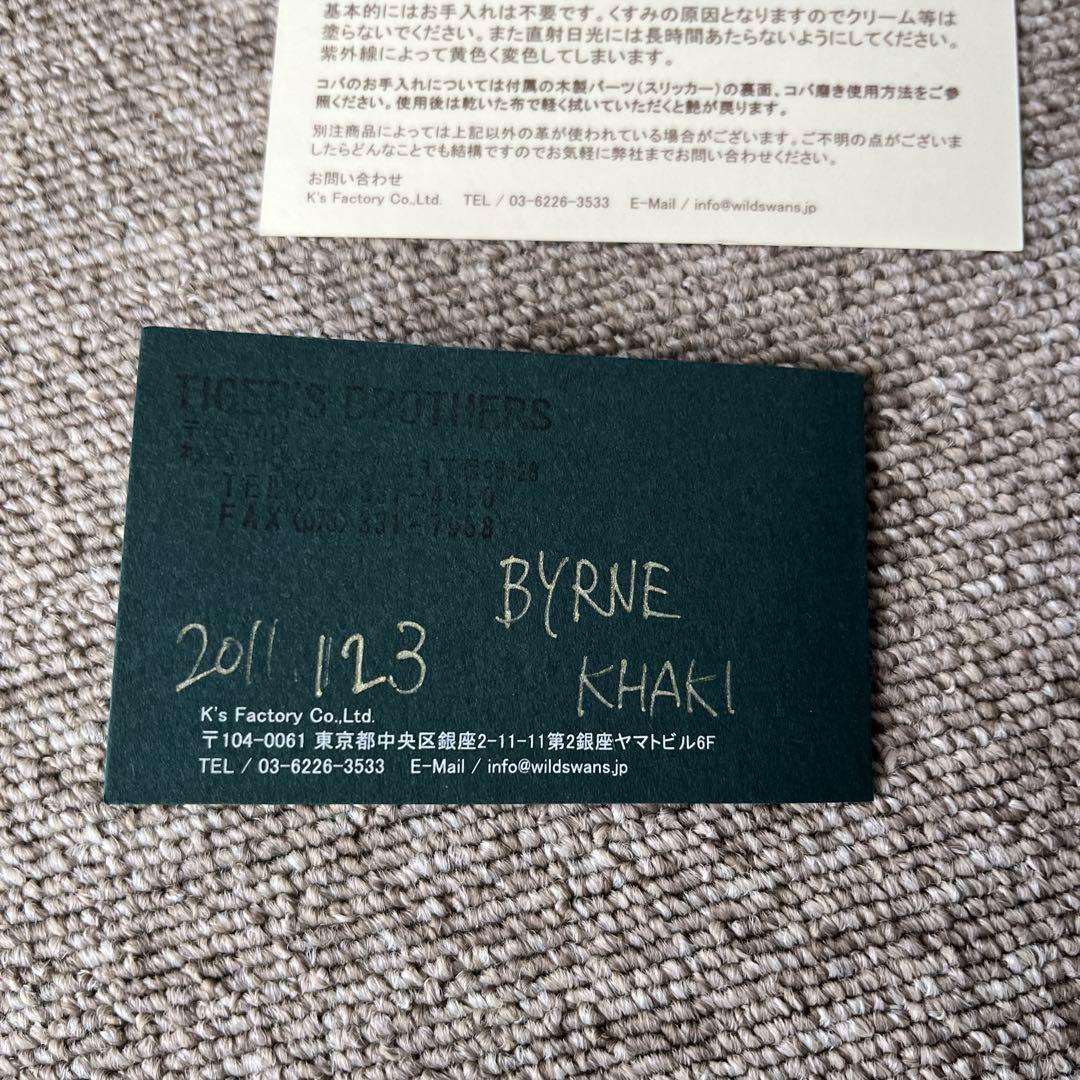 基本的にはお手入れは不要です。くすみの原因となりますのでクリーム等は
塗らないでください。また直射日光には長時間あたらないようにしてください。
紫外線によって黄色く変色してしまいます。
コバのお手入れについては付属の木製パーツ(スリッカー)の裏面、コバ磨き使用方法をご参
照ください。使用後は乾いた布で軽く拭いていただくと艶が戻ります。
別注商品によっては上記以外の革が使われている場合がございます。ご不明の点がございま
したらどんなことでも結構ですのでお気軽に弊社までお問い合わせください。
お問い合わせ
K's Factory Co.,Ltd. TEL / 03-6226-3533 E-Mail / info@wildswans.jp
TIGER'S BROTHERS
TEL
FAX 331-7968
BYRNE
2011.123
KHAKI
K's Factory Co.,Ltd.
〒104-0061 東京都中央区銀座2-11-11第2銀座ヤマトビル6F
TEL / 03-6226-3533 E-Mail / info@wildswans.jp